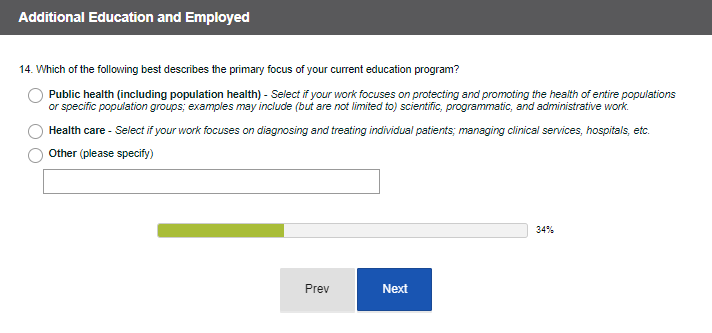 Additional Education and Employed
14. Which of the following best describes the primary focus of your current education program?
Public health (including population health) - Select if your work focuses on protecting and promoting the health of entire populations
or specific population groups; examples may include (but are not limited to) scientific, programmatic, and administrative work.
Health care - Select if your work focuses on diagnosing and treating individual patients; managing clinical services, hospitals, etc.
Other (please specify)
34%
Prev Next